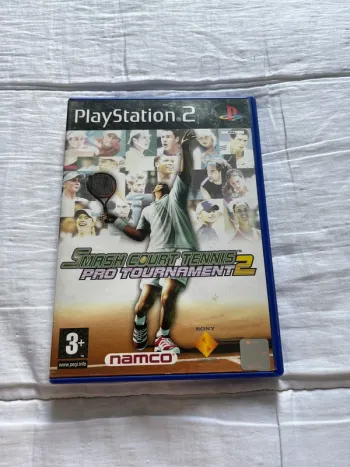 PlayStation 2
SMASH COURT TENNIS
PRO TOURNAMENT 2
3+
www.pegi.info
namco
SONY